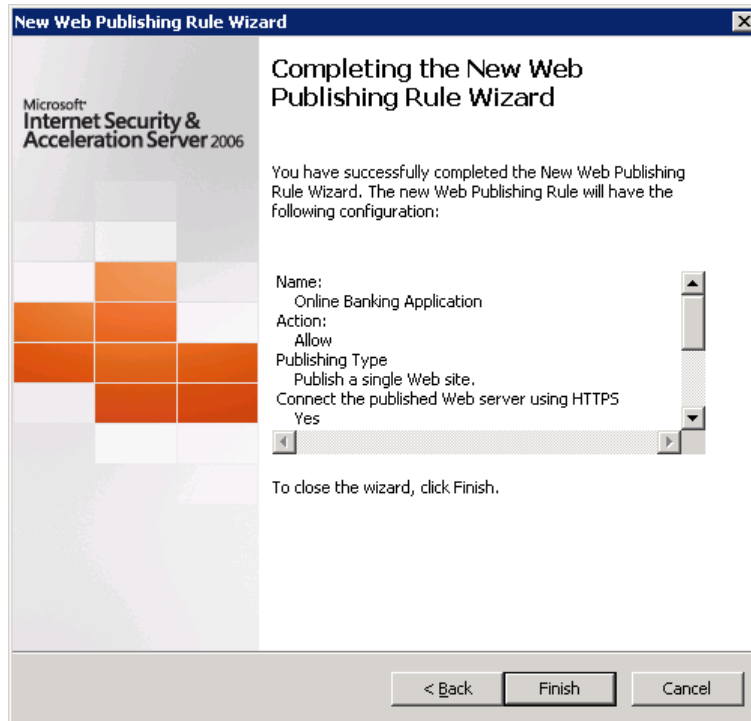 New Web Publishing Rule Wizard
Microsoft
Internet Security &
Acceleration Server 2006
Completing the New Web
Publishing Rule Wizard
You have successfully completed the New Web Publishing
Rule Wizard. The new Web Publishing Rule will have the
following configuration:
Name:
Online Banking Application
Action:
Allow
Publishing Type
Publish a single Web site.
Connect the published Web server using HTTPS
Yes
To close the wizard, click Finish.
< Back
Finish
Cancel